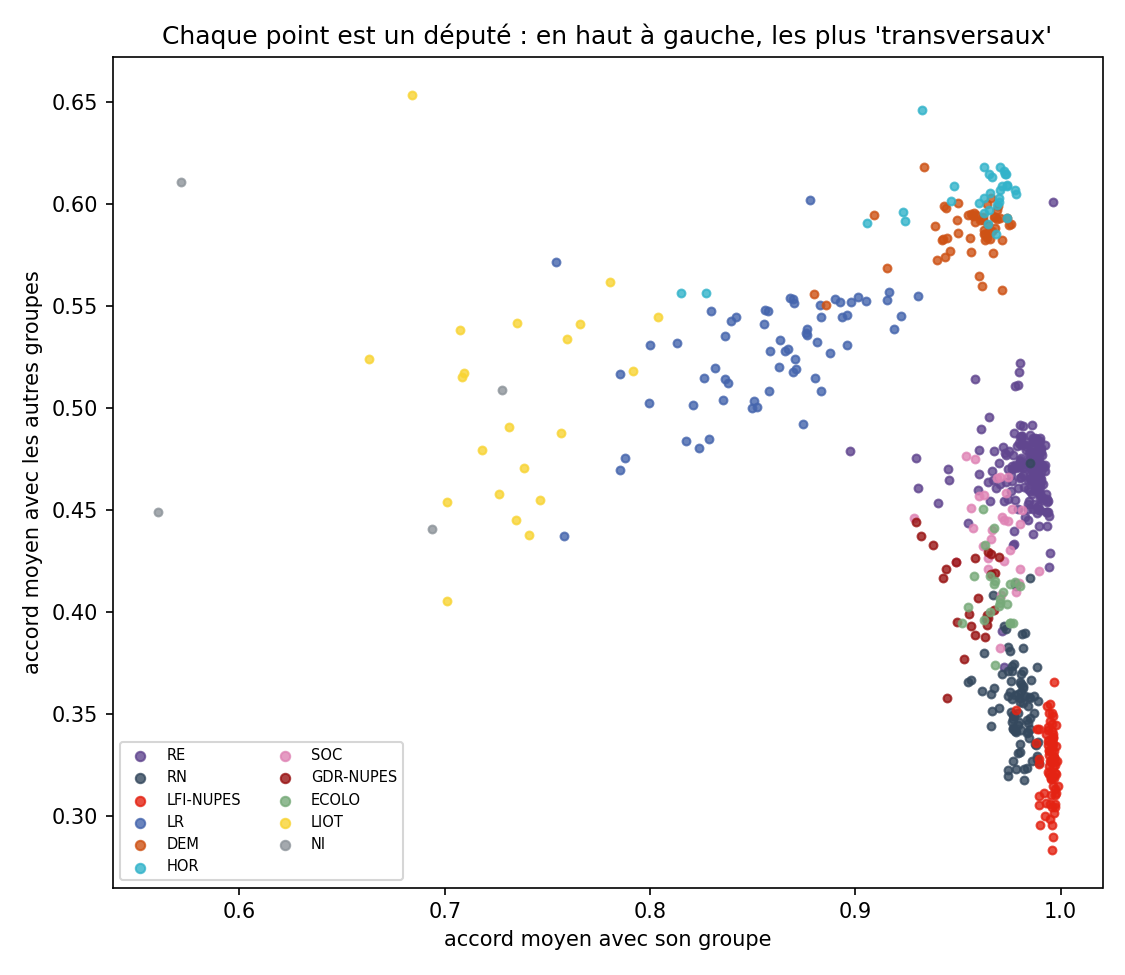 Chaque point est un député : en haut à gauche, les plus 'transversaux'
accord moyen avec les autres groupes
0.65
0.60
0.55
0.50
0.45
0.40
0.35
0.30
RE
RN
LFI-NUPES
LR
DEM
HOR
SOC
GDR-NUPES
ECOLO
LIOT
NI
0.6
0.7
0.8
0.9
1.0
accord moyen avec son groupe